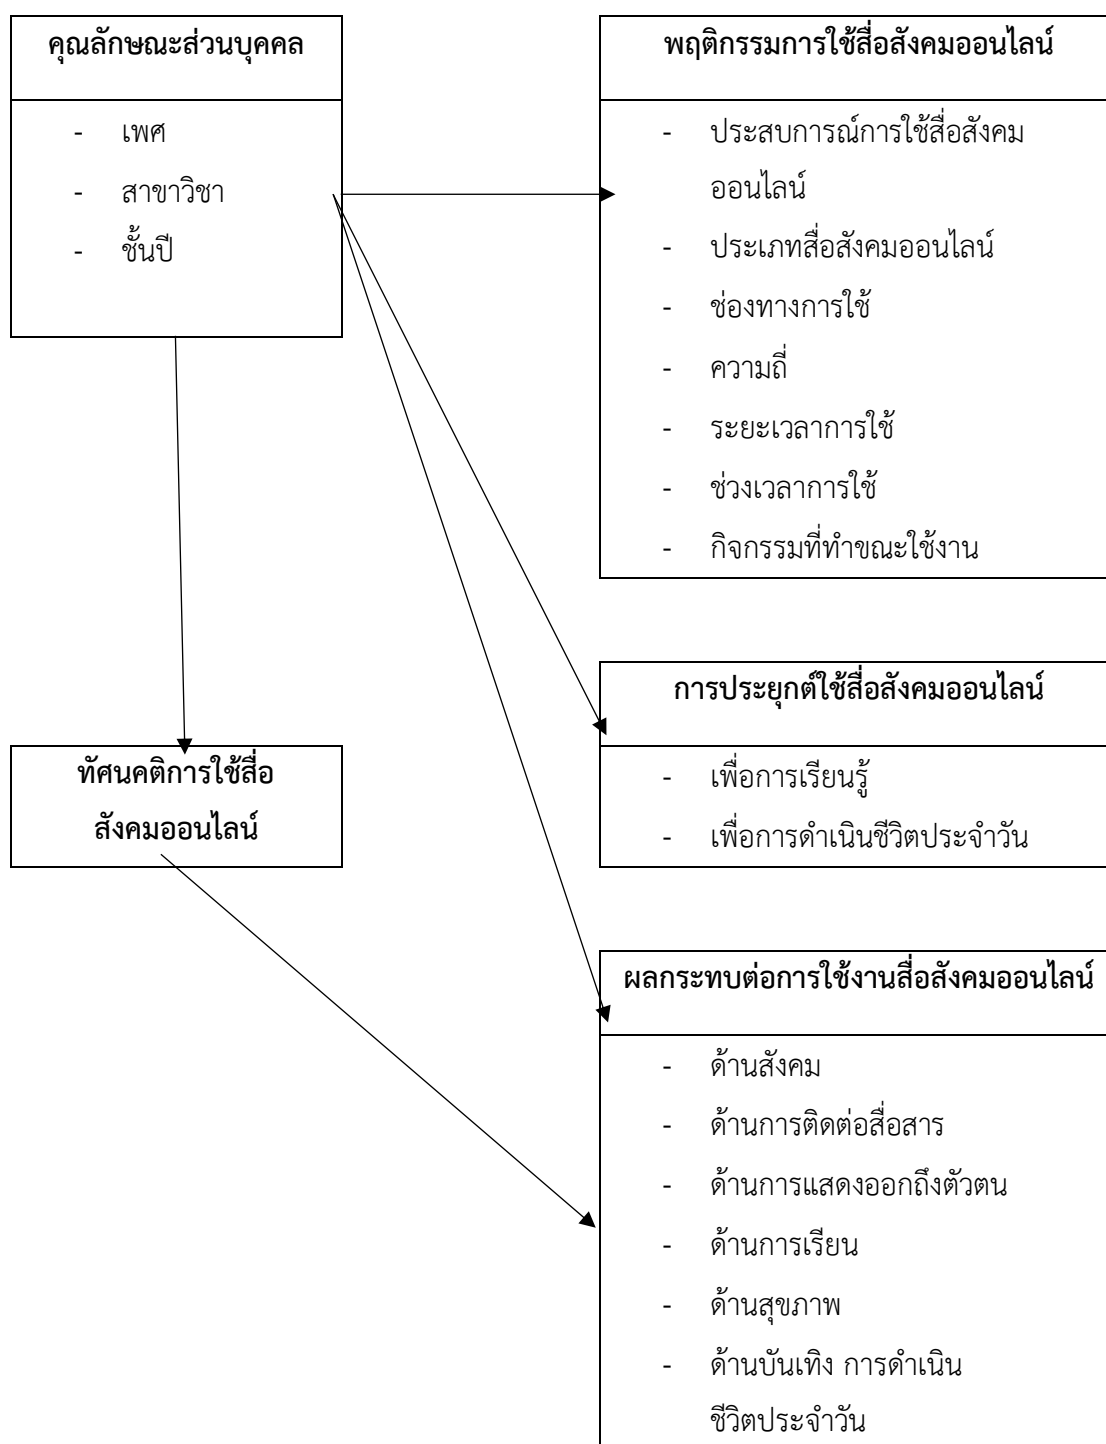 คุณลักษณะส่วนบุคคล
- เพศ
- สาขาวิชา
- ชั้นปี
พฤติกรรมการใช้สื่อสังคมออนไลน์
- ประสบการณ์การใช้สื่อสังคม
ออนไลน์
- ประเภทสื่อสังคมออนไลน์
- ช่องทางการใช้
- ความถี่
- ระยะเวลาการใช้
- ช่วงเวลาการใช้
- กิจกรรมที่ทำขณะใช้งาน
การประยุกต์ใช้สื่อสังคมออนไลน์
- เพื่อการเรียนรู้
- เพื่อการดำเนินชีวิตประจำวัน
ทัศนคติการใช้สื่อ
สังคมออนไลน์
ผลกระทบต่อการใช้งานสื่อสังคมออนไลน์
- ด้านสังคม
- ด้านการติดต่อสื่อสาร
- ด้านการแสดงออกถึงตัวตน
- ด้านการเรียน
- ด้านสุขภาพ
- ด้านบันเทิง การดำเนิน
ชีวิตประจำวัน